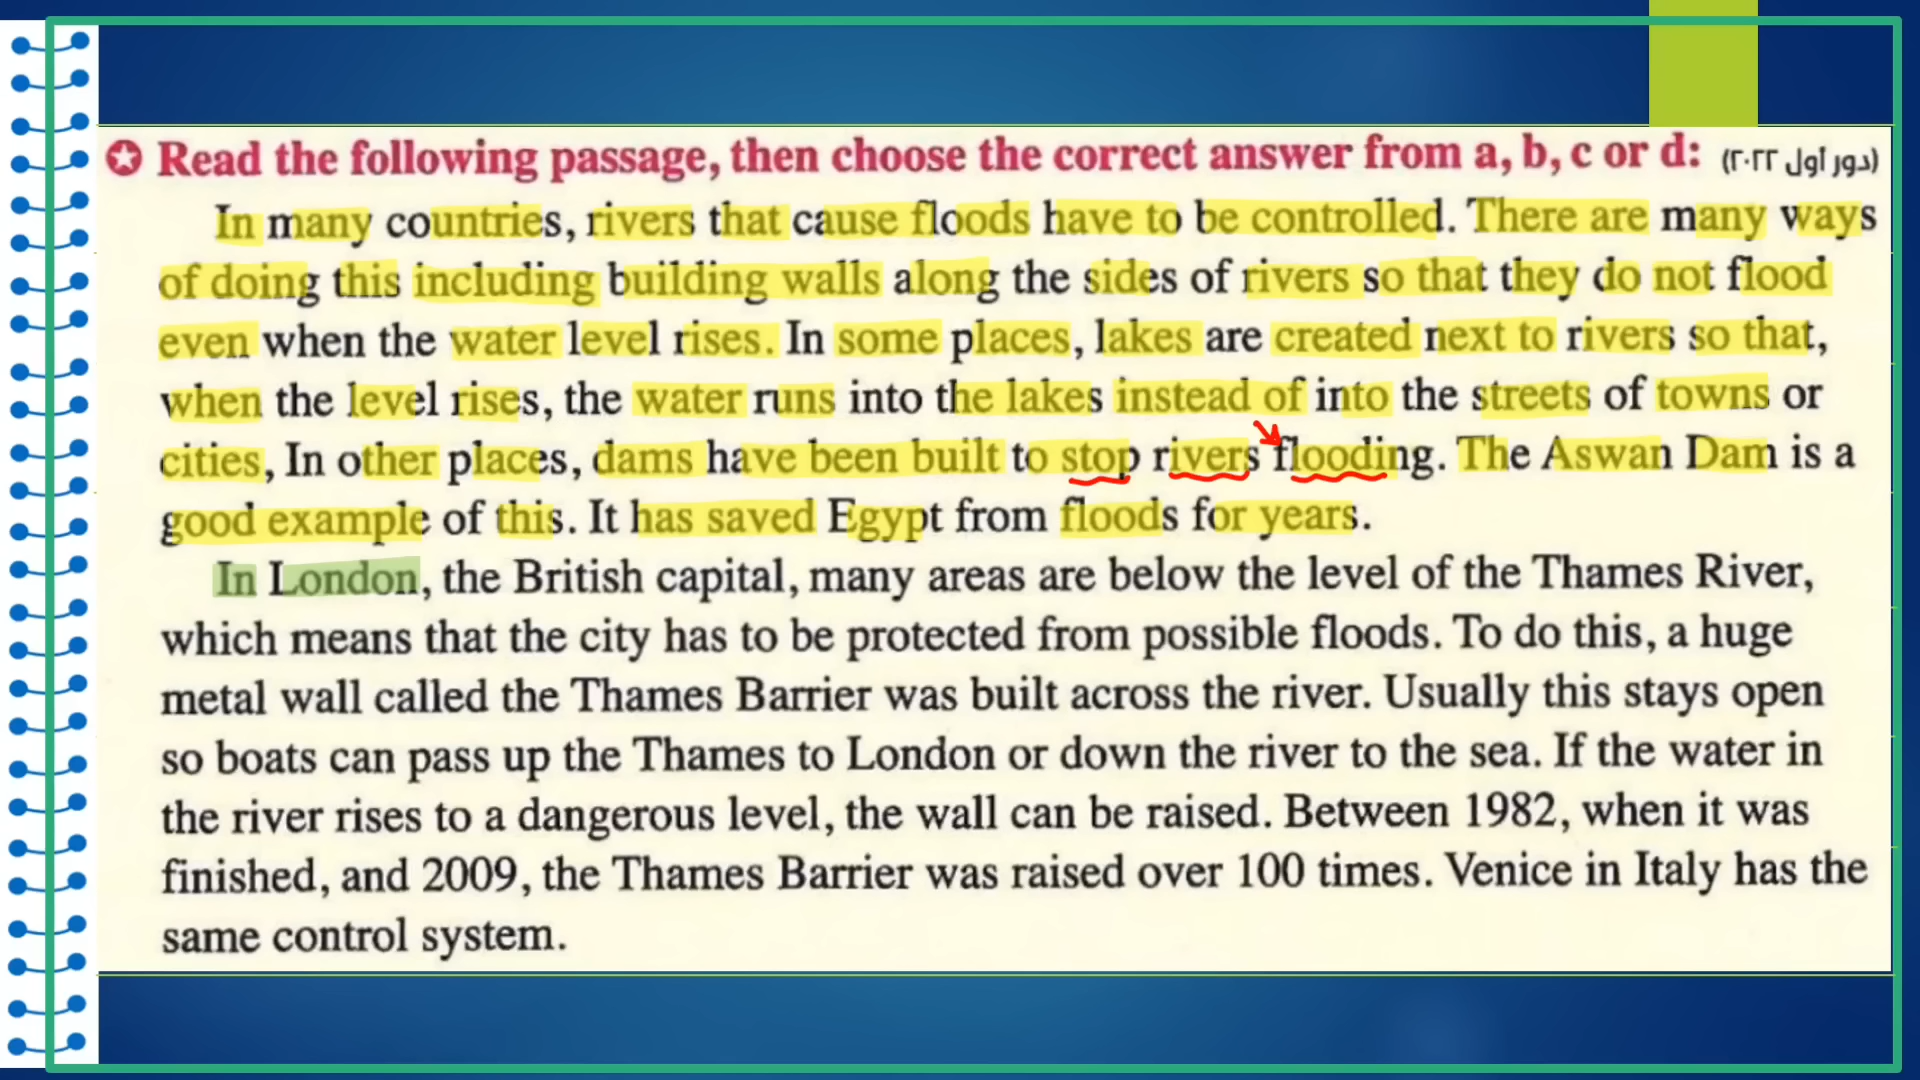 Read the following passage, then choose the correct answer from a, b, c or d: (دور أول ٢٠٢٢)
In many countries, rivers that cause floods have to be controlled. There are many ways
of doing this including building walls along the sides of rivers so that they do not flood
even when the water level rises. In some places, lakes are created next to rivers so that,
when the level rises, the water runs into the lakes instead of into the streets of towns or
cities, In other places, dams have been built to stop rivers flooding. The Aswan Dam is a
good example of this. It has saved Egypt from floods for years.
In London, the British capital, many areas are below the level of the Thames River,
which means that the city has to be protected from possible floods. To do this, a huge
metal wall called the Thames Barrier was built across the river. Usually this stays open
so boats can pass up the Thames to London or down the river to the sea. If the water in
the river rises to a dangerous level, the wall can be raised. Between 1982, when it was
finished, and 2009, the Thames Barrier was raised over 100 times. Venice in Italy has the
same control system.